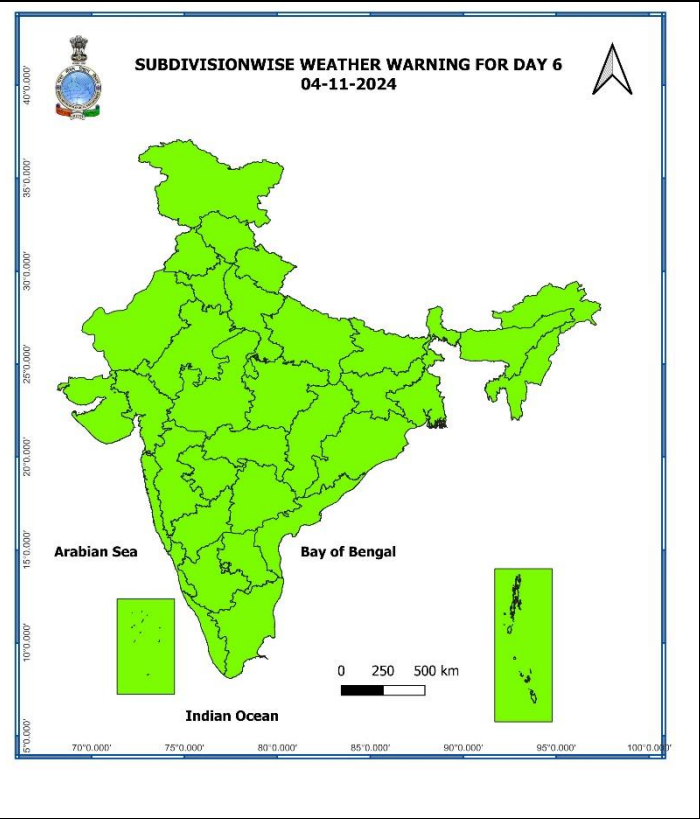 SUBDIVISIONWISE WEATHER WARNING FOR DAY 6
04-11-2024
40°0.000'
35°0.000'
30°0.000'
25°0.000'
20°0.000'
15°0.000'
10°0.000'
5°0.000'
Arabian Sea
Bay of Bengal
0 250 500 km
Indian Ocean
70°0.000' 75°0.000' 80°0.000' 85°0.000' 90°0.000' 95°0.000' 100°0.000'